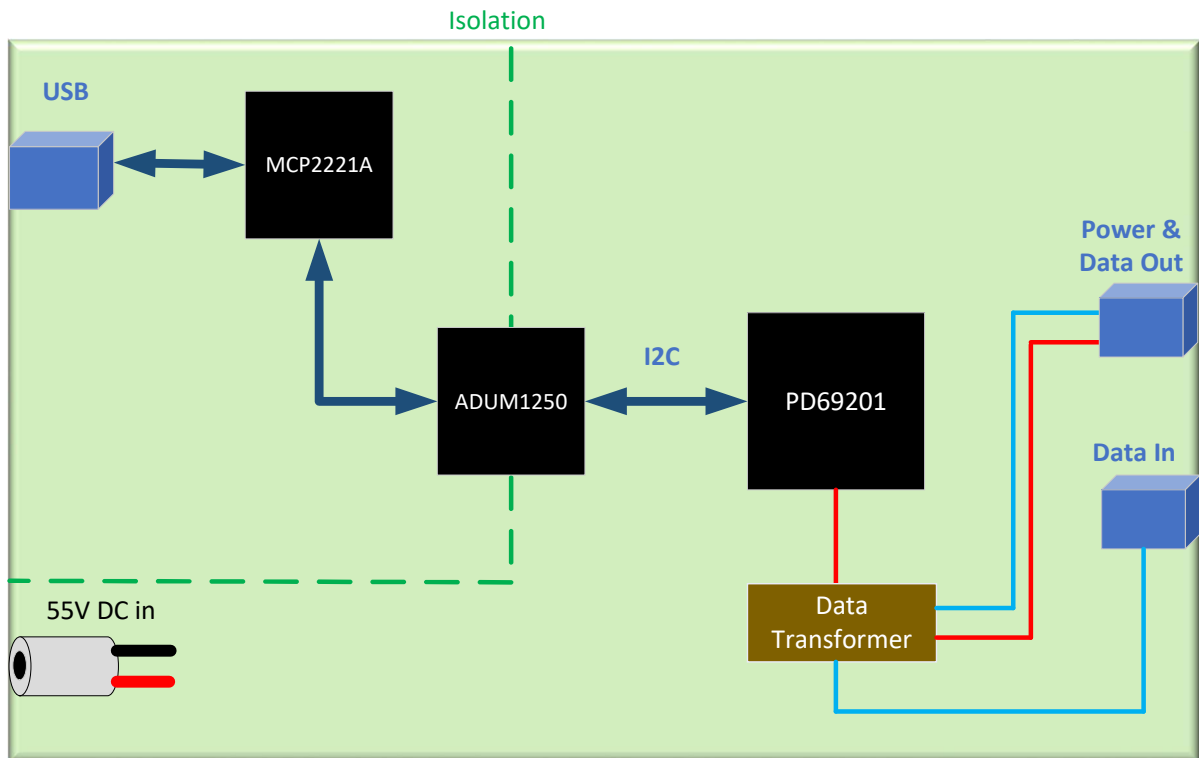 Isolation
USB
MCP2221A
Power &
Data Out
I2C
ADUM1250
PD69201
Data In
55V DC in
Data
Transformer